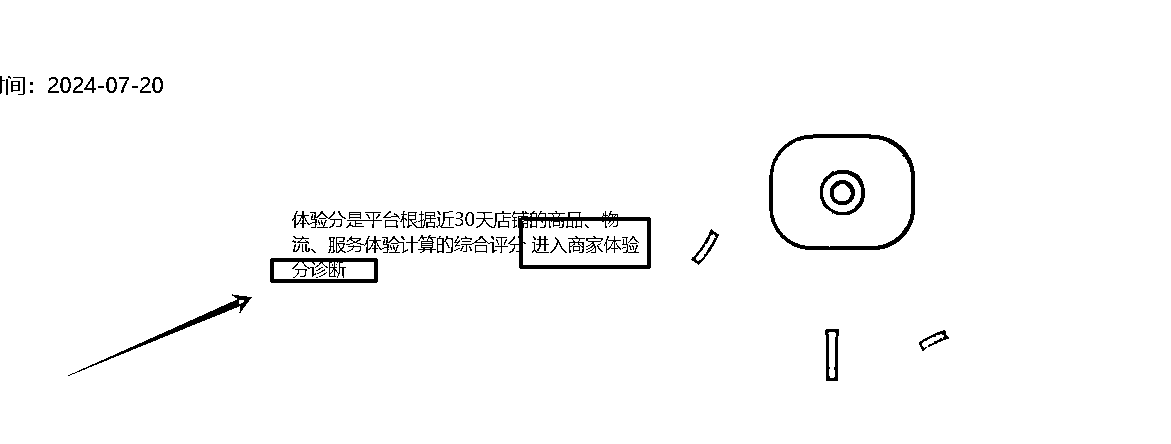 间：2024-07-20
体验分是平台根据近30天店铺的商品、物
流、服务体验计算的综合评分 进入商家体验
分诊断